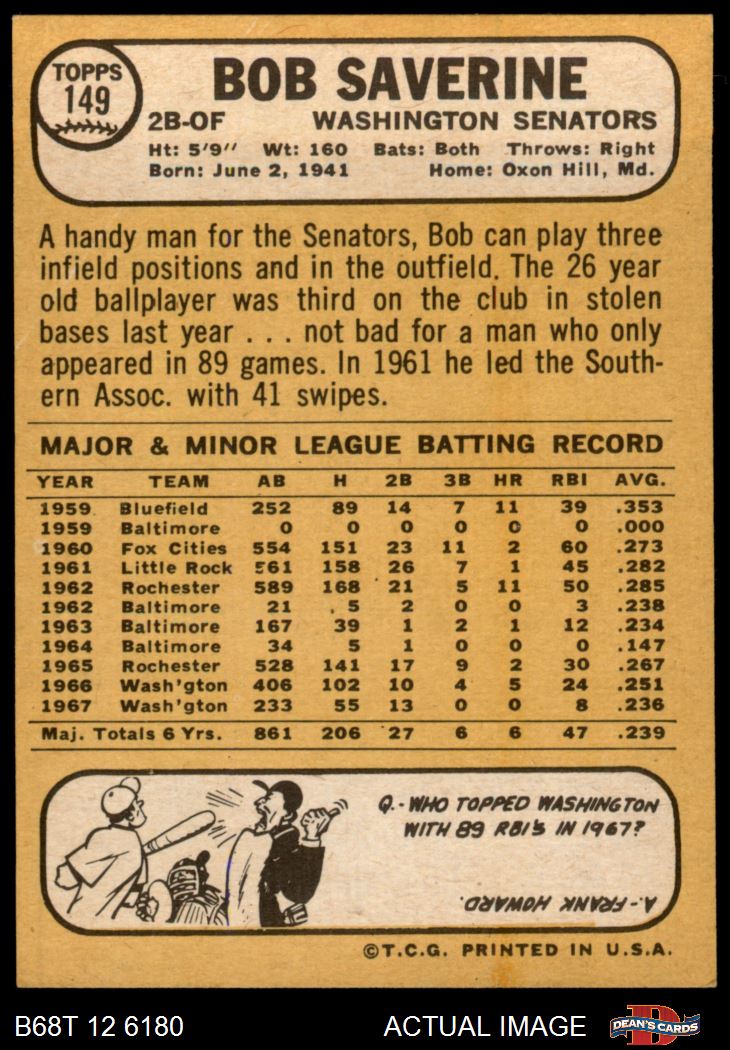 TOPPS
149
BOB SAVERINE
2B-OF WASHINGTON SENATORS
Ht: 5'9" Wt: 160 Bats: Both Throws: Right
Born: June 2, 1941 Home: Oxon Hill, Md.
A handy man for the Senators, Bob can play three
infield positions and in the outfield. The 26 year
old ballplayer was third on the club in stolen
bases last year . . . not bad for a man who only
appeared in 89 games. In 1961 he led the South-
ern Assoc. with 41 swipes.
MAJOR & MINOR LEAGUE BATTING RECORD
YEAR TEAM AB H 2B 3B HR RBI AVG.
1959 Bluefield 252 89 14 7 11 39 .353
1959 Baltimore 0 0 0 0 0 0 .000
1960 Fox Cities 554 151 23 11 2 60 .273
1961 Little Rock 561 158 26 7 1 45 .282
1962 Rochester 589 168 21 5 11 50 .285
1962 Baltimore 21 5 2 0 0 3 .238
1963 Baltimore 167 39 1 2 1 12 .234
1964 Baltimore 34 5 1 0 0 0 .147
1965 Rochester 528 141 17 9 2 30 .267
1966 Wash'gton 406 102 10 4 5 24 .251
1967 Wash'gton 233 55 13 0 0 8 .236
Maj. Totals 6 Yrs. 861 206 27 6 6 47 .239
Q.-WHO TOPPED WASHINGTON
WITH 89 RBI'S IN 1967?
A-FRANK HOWARD.
©T.C.G. PRINTED IN U.S.A.
B68T 12 6180 ACTUAL IMAGE D DEAN'S CARDS